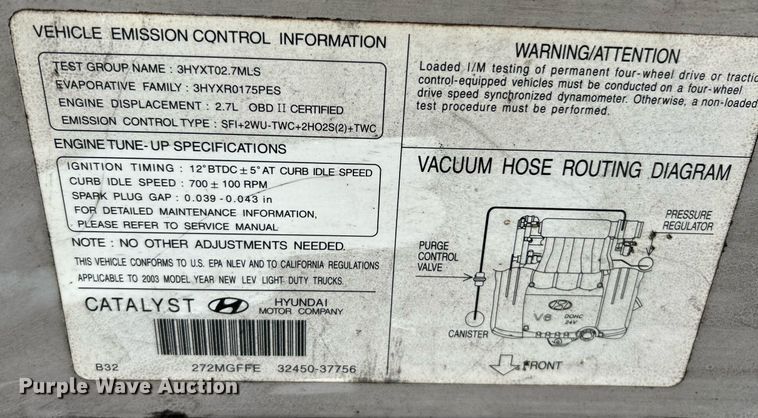 VEHICLE EMISSION CONTROL INFORMATION
TEST GROUP NAME : 3HYXT02.7MLS
EVAPORATIVE FAMILY : 3HYXR0175PES
ENGINE DISPLACEMENT : 2.7L OBD II CERTIFIED
EMISSION CONTROL TYPE : SFI+2WU-TWC+2HO2S(2)+TWC
ENGINE TUNE-UP SPECIFICATIONS
IGNITION TIMING : 12°BTDC ± 5° AT CURB IDLE SPEED
CURB IDLE SPEED : 700 ± 100 RPM
SPARK PLUG GAP : 0.039 - 0.043 in
FOR DETAILED MAINTENANCE INFORMATION,
PLEASE REFER TO SERVICE MANUAL
NOTE : NO OTHER ADJUSTMENTS NEEDED.
THIS VEHICLE CONFORMS TO U.S. EPA NLEV AND TO CALIFORNIA REGULATIONS
APPLICABLE TO 2003 MODEL YEAR NEW LEV LIGHT DUTY TRUCKS.
CATALYST HYUNDAI
MOTOR COMPANY
B32 272MGFFE 32450-37756
WARNING/ATTENTION
Loaded I/M testing of permanent four-wheel drive or tractio
control-equipped vehicles must be conducted on a four-wheel
drive speed synchronized dynamometer. Otherwise, a non-loaded
test procedure must be performed.
VACUUM HOSE ROUTING DIAGRAM
PRESSURE
REGULATOR
PURGE
CONTROL
VALVE
V6 DOHC
24V
CANISTER
FRONT
Purple Wave Auction